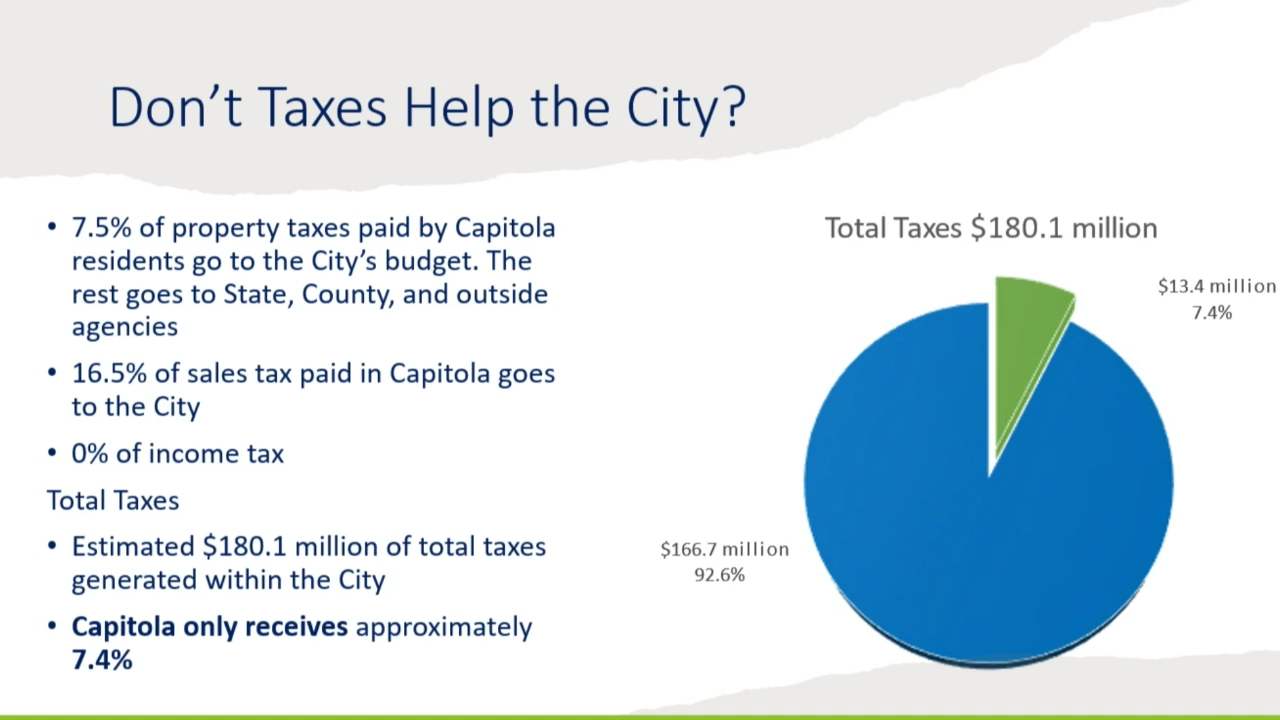 Don’t Taxes Help the City?
• 7.5% of property taxes paid by Capitola
residents go to the City’s budget. The
rest goes to State, County, and outside
agencies
• 16.5% of sales tax paid in Capitola goes
to the City
• 0% of income tax
Total Taxes
• Estimated $180.1 million of total taxes
generated within the City
• Capitola only receives approximately
7.4%
Total Taxes $180.1 million
$13.4 million
7.4%
$166.7 million
92.6%